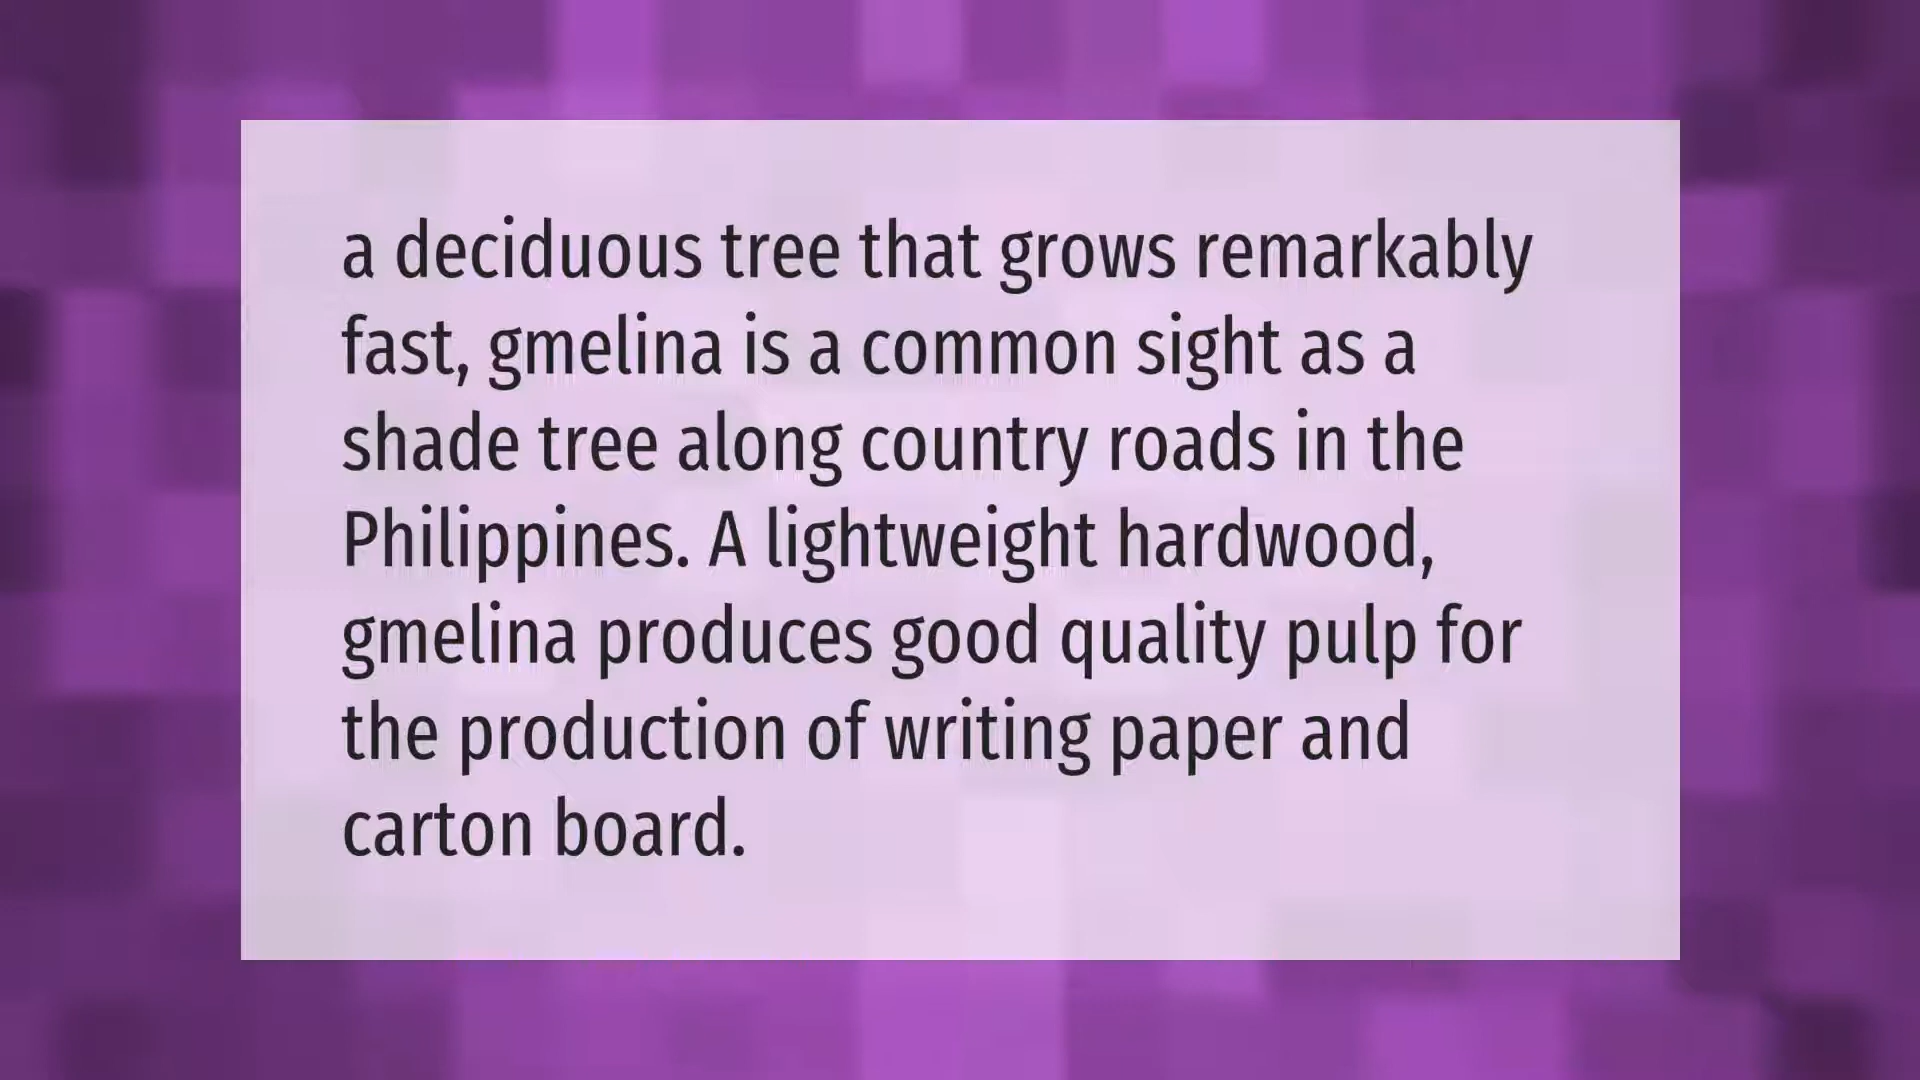 a deciduous tree that grows remarkably
fast, gmelina is a common sight as a
shade tree along country roads in the
Philippines. A lightweight hardwood,
gmelina produces good quality pulp for
the production of writing paper and
carton board.